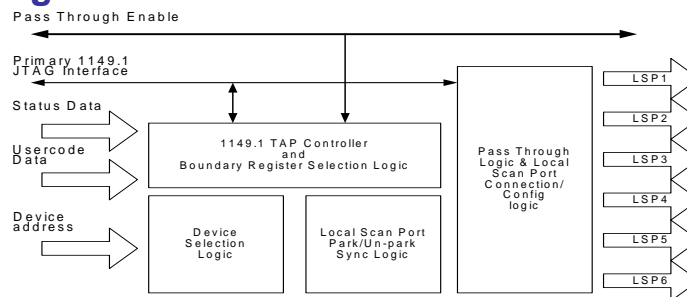 Pass Through Enable
Primary 1149.1
JTAG Interface
Status Data
Usercode
Data
Device
address
1149.1 TAP Controller
and
Boundary Register Selection Logic
Device
Selection
Logic
Local Scan Port
Park/Un-park
Sync Logic
Pass Through
Logic & Local
Scan Port
Connection/
Config
logic
LSP1
LSP2
LSP3
LSP4
LSP5
LSP6